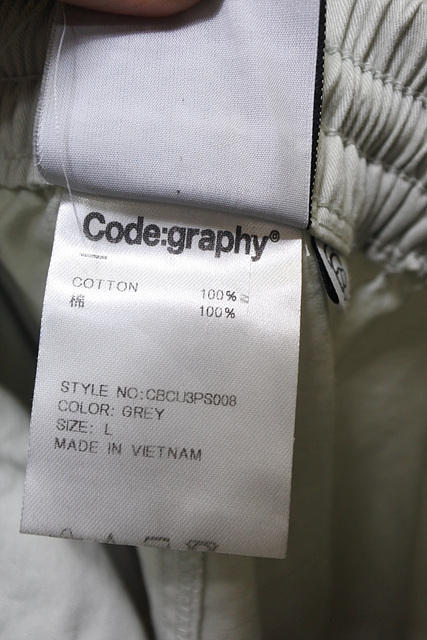 Code:graphy®
COTTON 100%
棉 100%
STYLE NO:CBCU3PS008
COLOR: GREY
SIZE: L
MADE IN VIETNAM